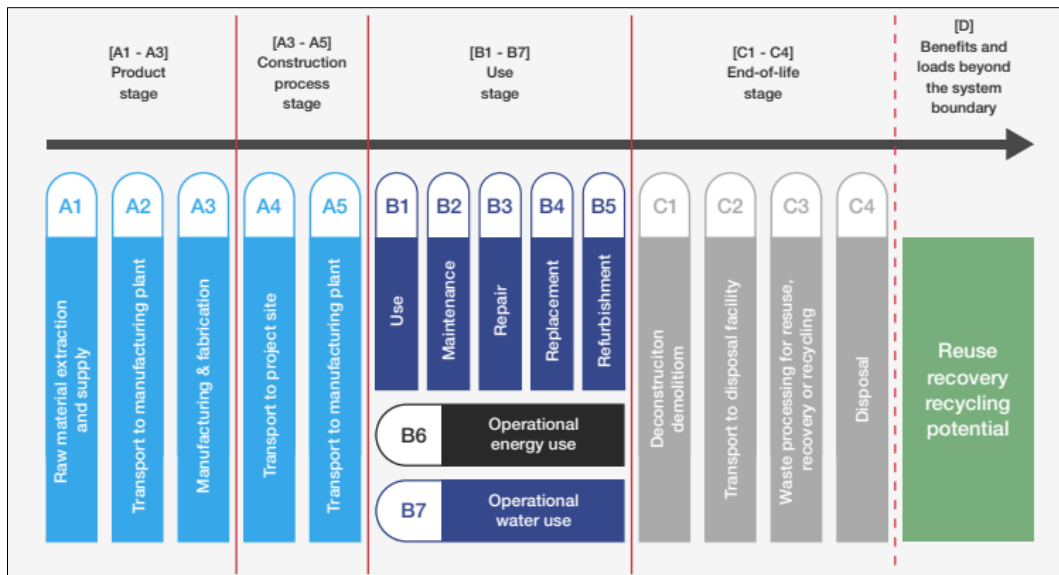 [A1 - A3]
Product
stage
[A3 - A5]
Construction
process
stage
[B1 - B7]
Use
stage
[C1 - C4]
End-of-life
stage
[D]
Benefits and
loads beyond
the system
boundary
A1
Raw material extraction
and supply
A2
Transport to manufacturing plant
A3
Manufacturing & fabrication
A4
Transport to project site
A5
Transport to manufacturing plant
B1
Use
B2
Maintenance
B3
Repair
B4
Replacement
B5
Refurbishment
B6
Operational
energy use
B7
Operational
water use
C1
Deconstruciton
demolition
C2
Transport to disposal facility
C3
Waste processing for resuse,
recovery or recycling
C4
Disposal
Reuse
recovery
recycling
potential